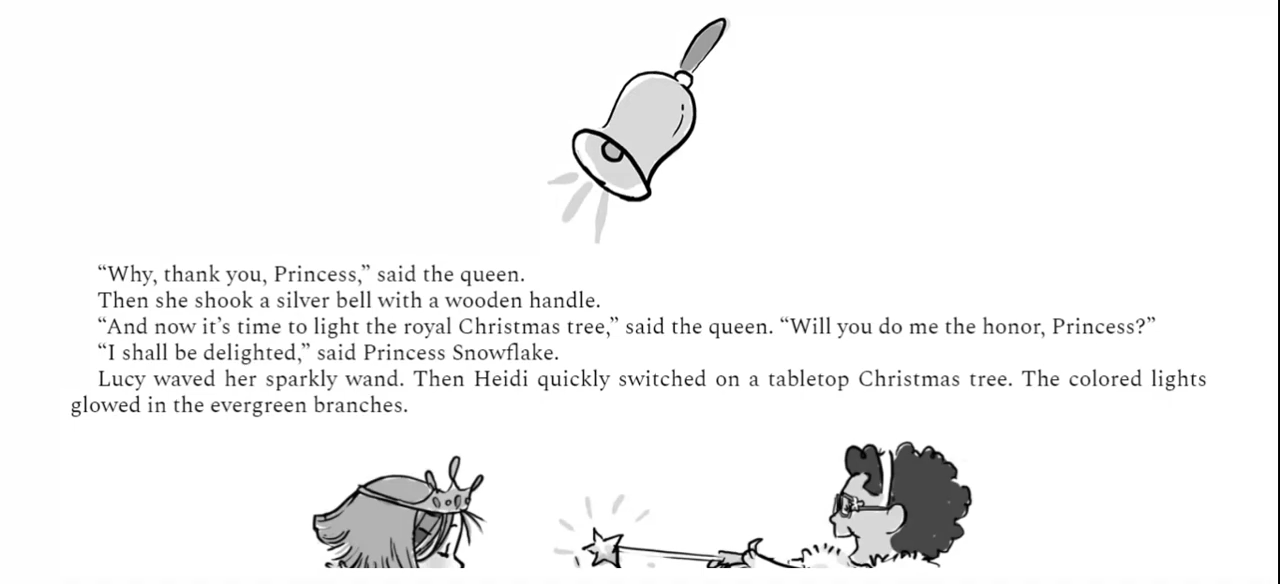 “Why, thank you, Princess,” said the queen.
Then she shook a silver bell with a wooden handle.
“And now it’s time to light the royal Christmas tree,” said the queen. “Will you do me the honor, Princess?”
“I shall be delighted,” said Princess Snowflake.
Lucy waved her sparkly wand. Then Heidi quickly switched on a tabletop Christmas tree. The colored lights
glowed in the evergreen branches.